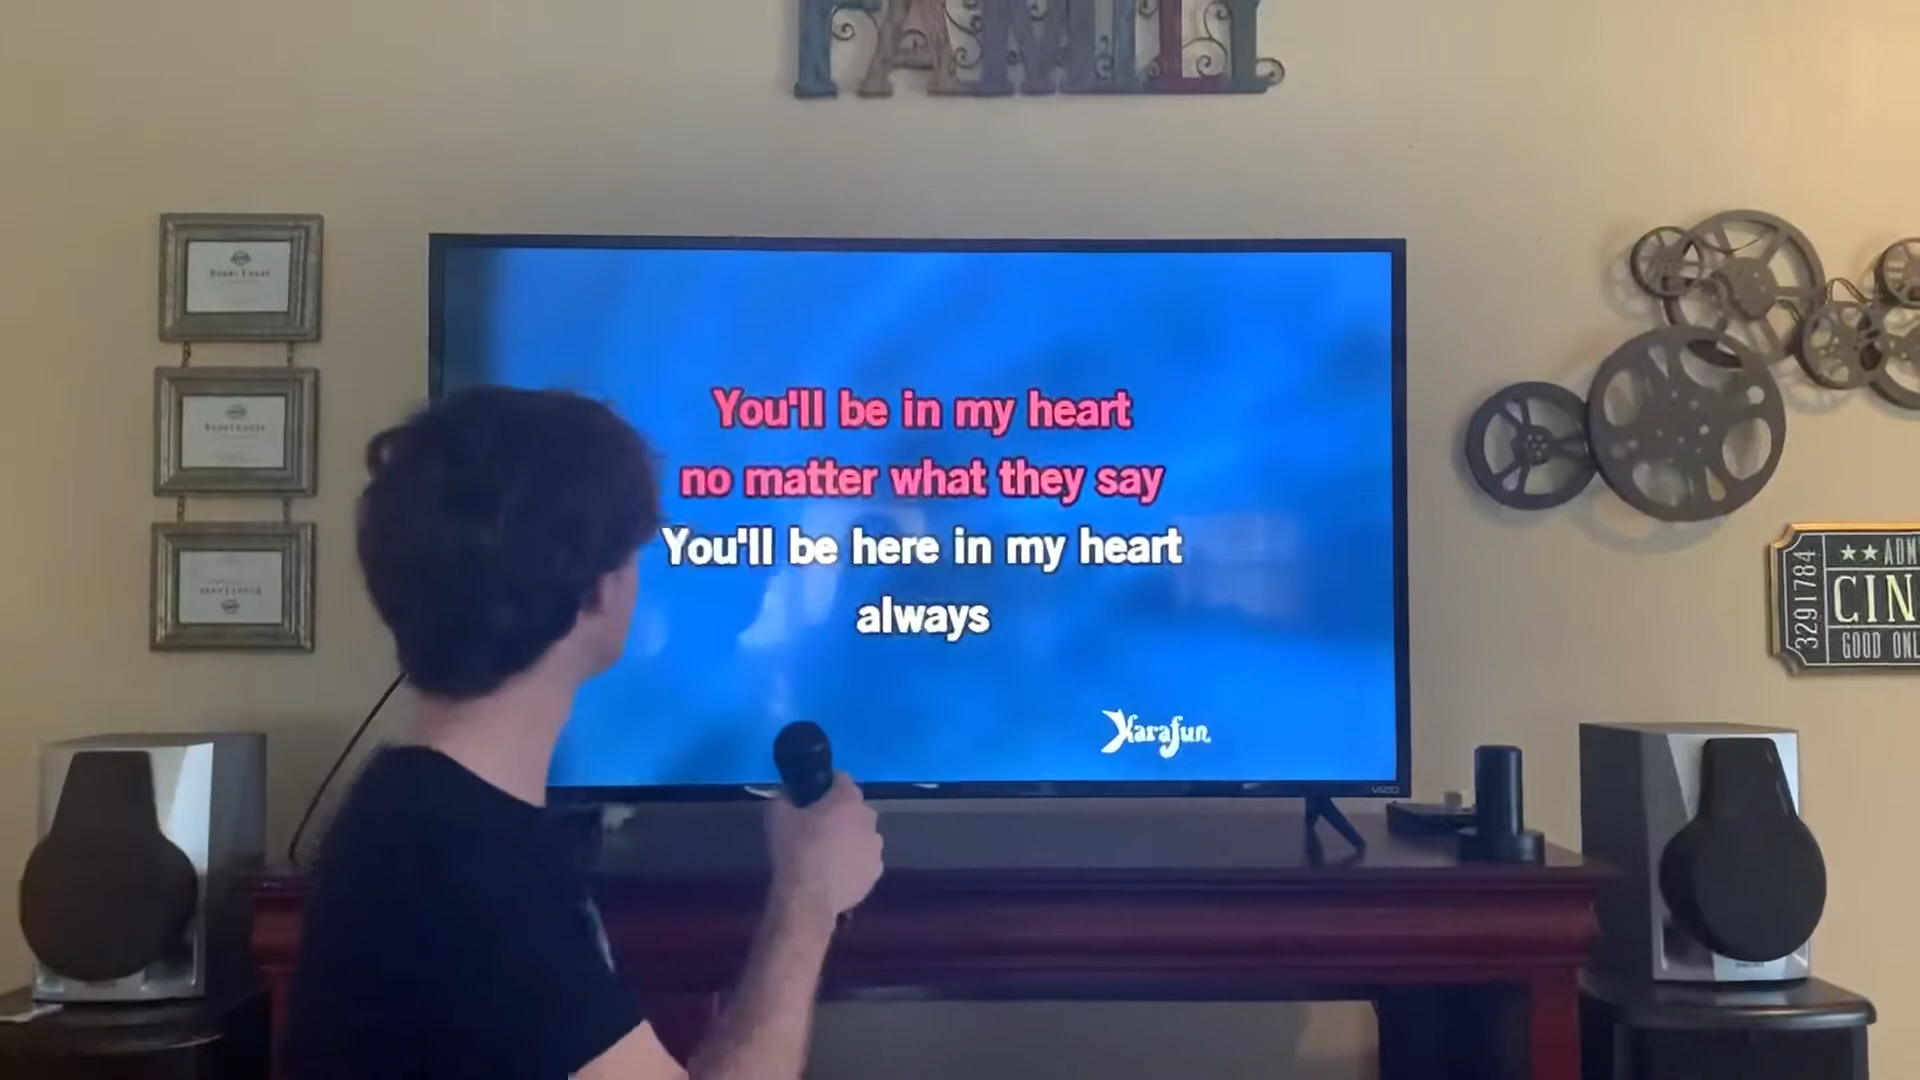 FAMILY
You'll be in my heart
no matter what they say
You'll be here in my heart
always
Karafun
VIZIO
3291784
★★ADM
CIN
GOOD ONL